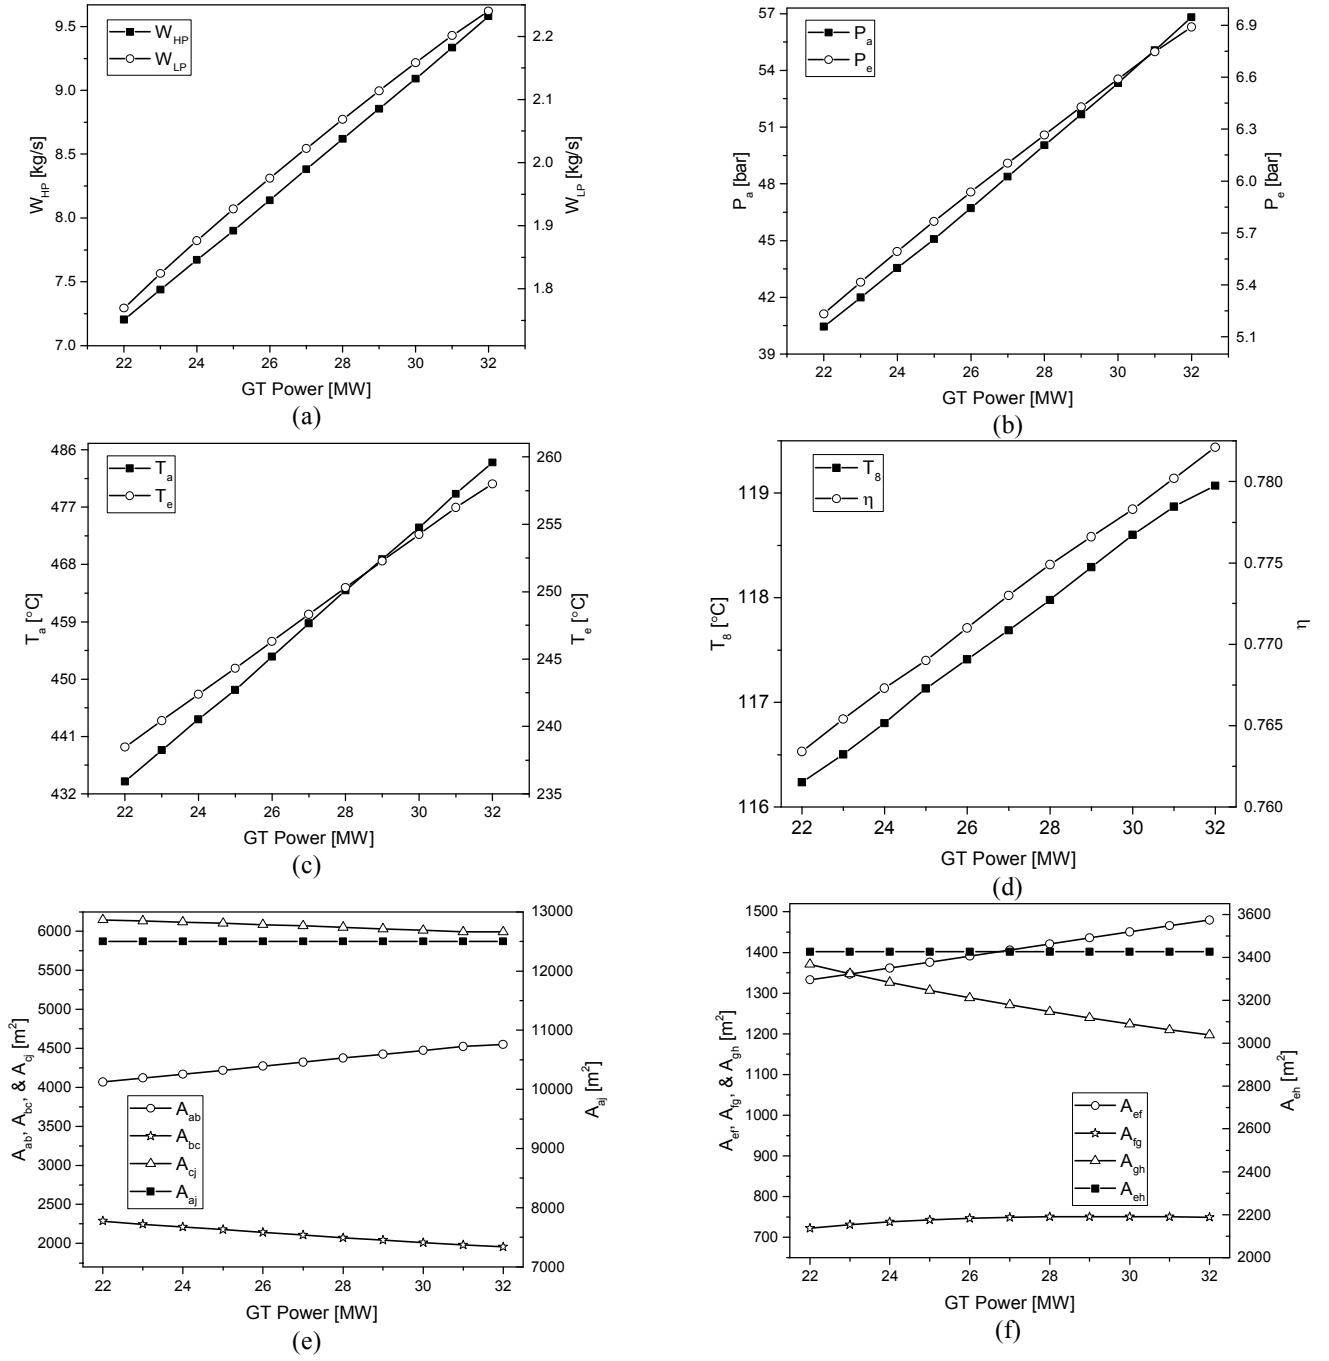 9.5
9.0
8.5
8.0
7.5
7.0
W_HP [kg/s]
W_HP
W_LP
2.2
2.1
2.0
1.9
1.8
W_LP [kg/s]
22 24 26 28 30 32
GT Power [MW]
(a)
57
54
51
48
45
42
39
P_a [bar]
P_a
P_e
6.9
6.6
6.3
6.0
5.7
5.4
5.1
P_e [bar]
22 24 26 28 30 32
GT Power [MW]
(b)
486
477
468
459
450
441
432
T_a [°C]
T_a
T_e
260
255
250
245
240
235
T_e [°C]
22 24 26 28 30 32
GT Power [MW]
(c)
119
118
117
116
T_8 [°C]
T_8
η
0.780
0.775
0.770
0.765
0.760
η
22 24 26 28 30 32
GT Power [MW]
(d)
6000
5500
5000
4500
4000
3500
3000
2500
2000
A_ab, A_bc, & A_cj [m²]
A_ab
A_bc
A_cj
A_aj
13000
12000
11000
10000
9000
8000
7000
A_aj [m²]
22 24 26 28 30 32
GT Power [MW]
(e)
1500
1400
1300
1200
1100
1000
900
800
700
A_ef, A_fg, & A_gh [m²]
A_ef
A_fg
A_gh
A_eh
3600
3400
3200
3000
2800
2600
2400
2200
2000
A_eh [m²]
22 24 26 28 30 32
GT Power [MW]
(f)